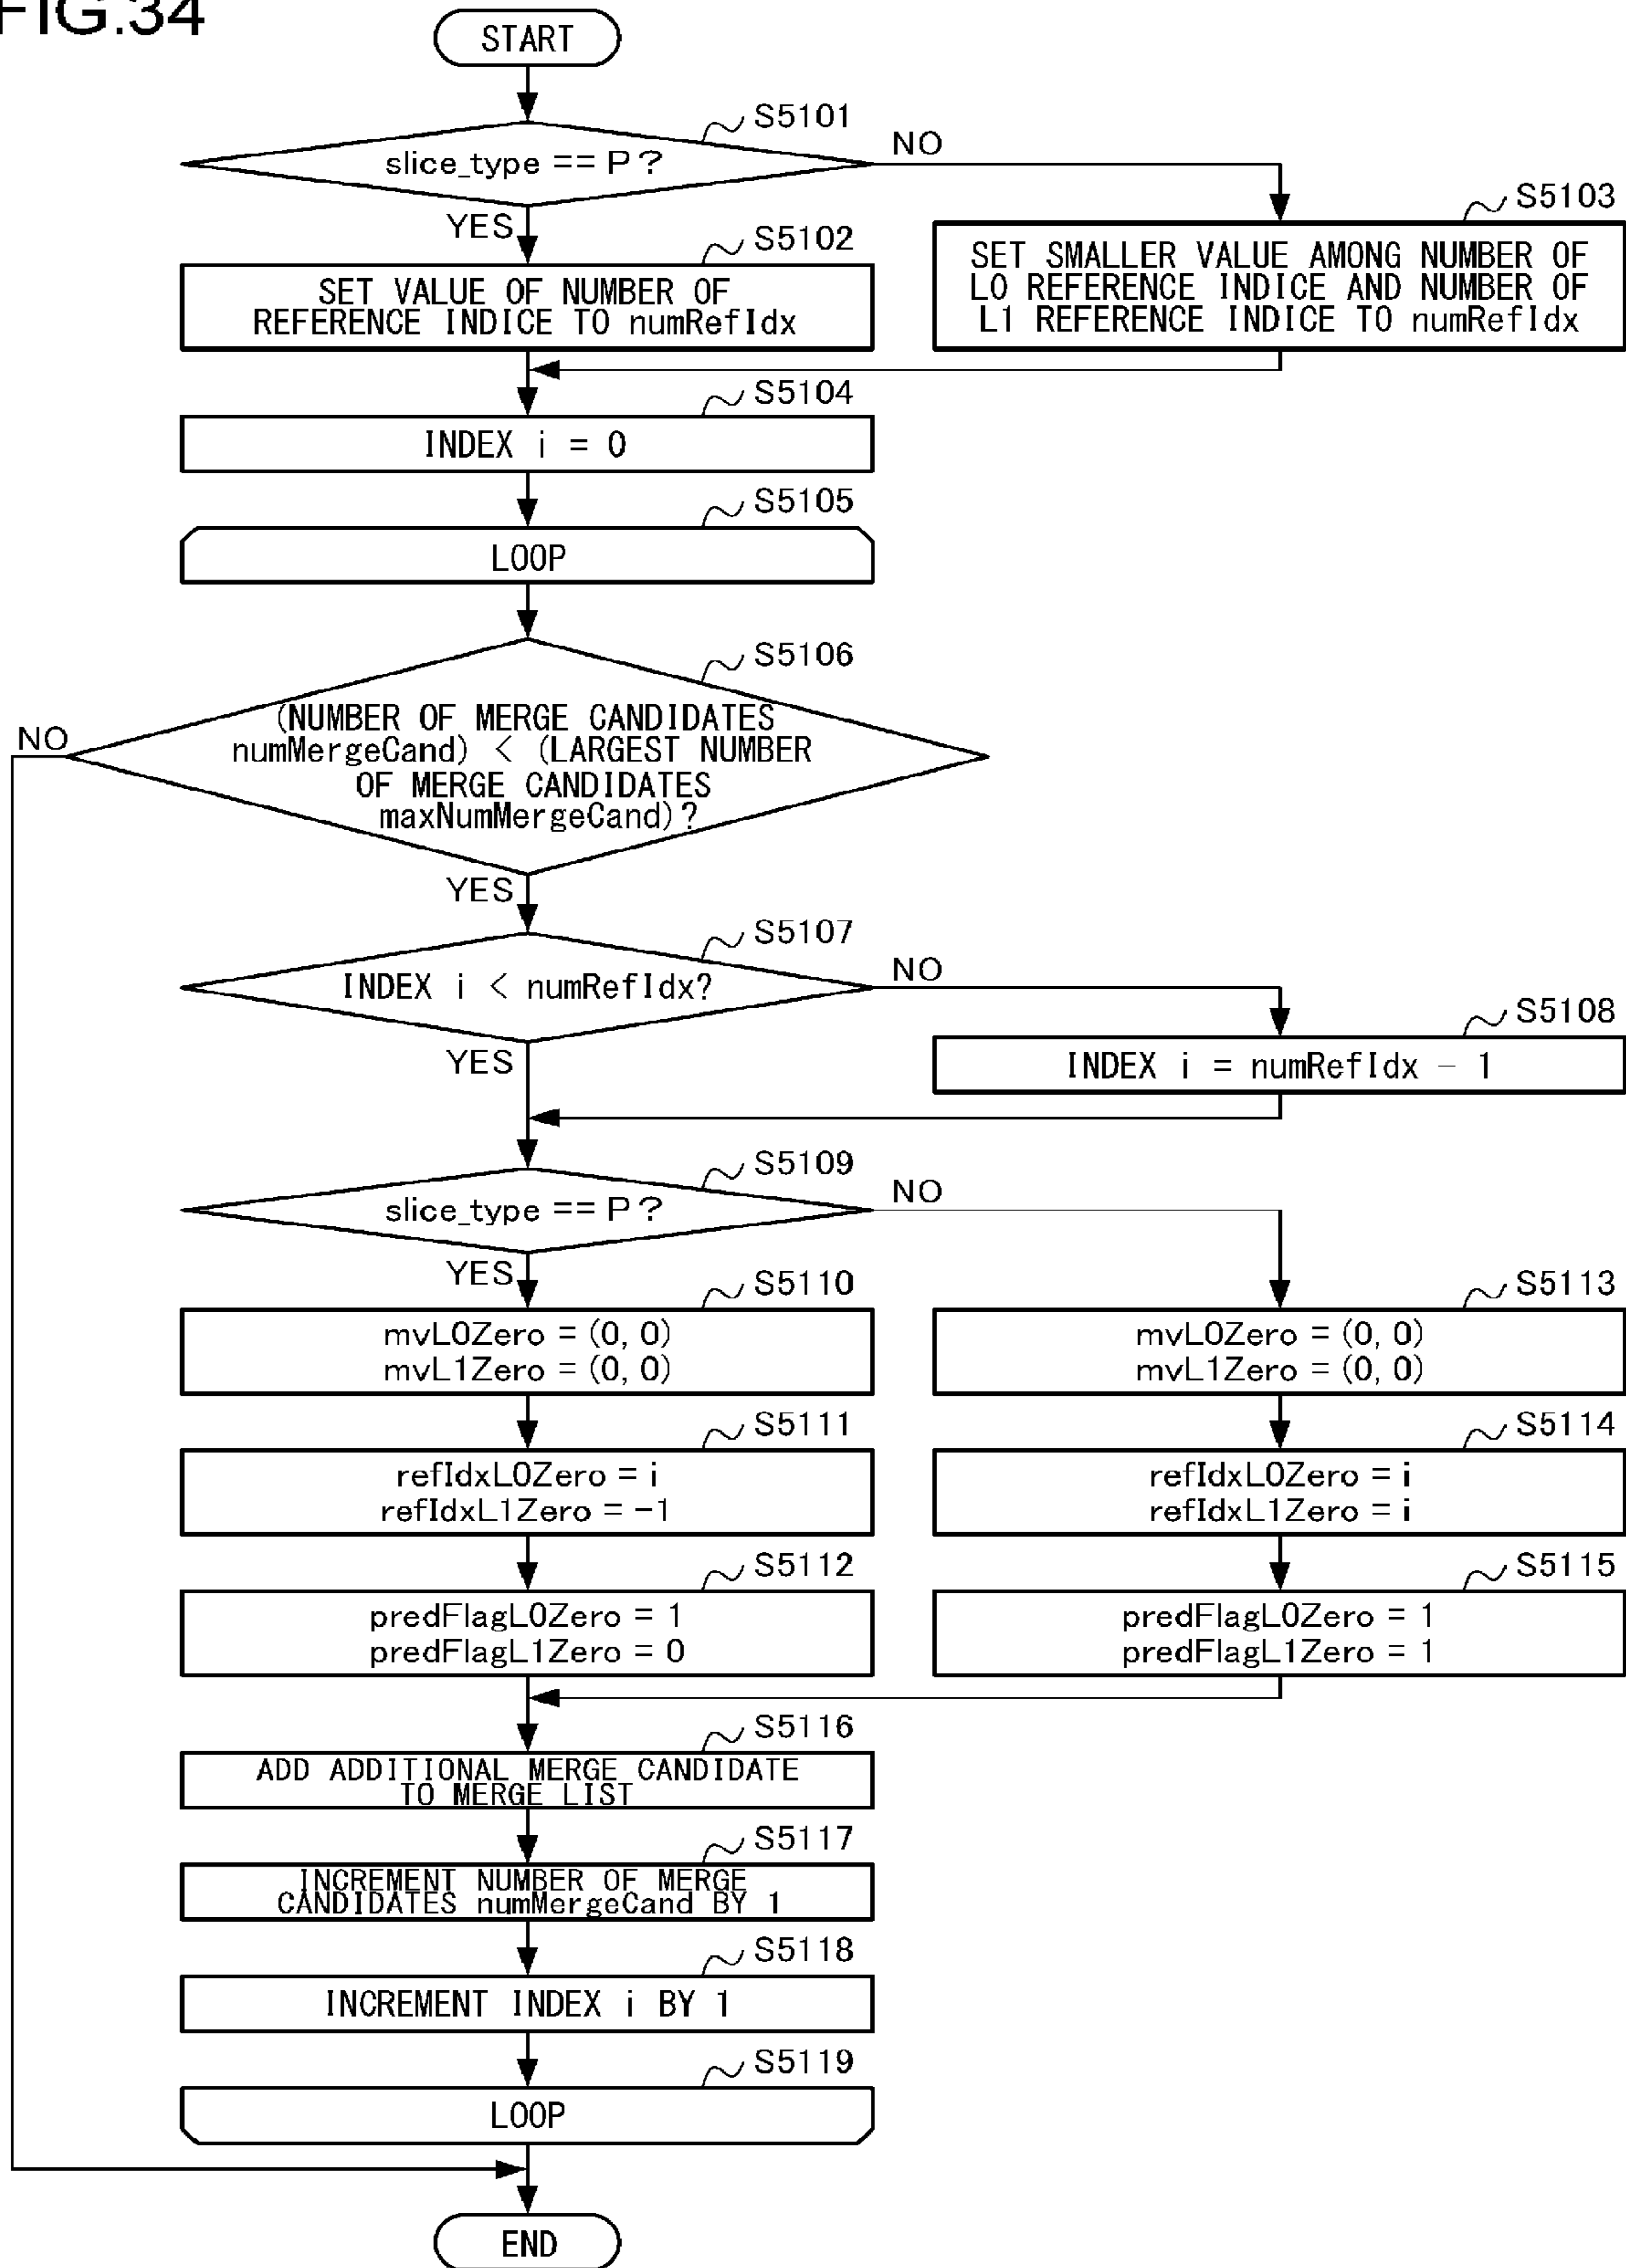 FIG.34
START
S5101
slice_type == P ?
NO
YES
S5102
SET VALUE OF NUMBER OF
REFERENCE INDICE TO numRefIdx
S5103
SET SMALLER VALUE AMONG NUMBER OF
L0 REFERENCE INDICE AND NUMBER OF
L1 REFERENCE INDICE TO numRefIdx
S5104
INDEX i = 0
S5105
LOOP
S5106
(NUMBER OF MERGE CANDIDATES
numMergeCand) < (LARGEST NUMBER
OF MERGE CANDIDATES
maxNumMergeCand)?
NO
YES
S5107
INDEX i < numRefIdx?
NO
YES
S5108
INDEX i = numRefIdx − 1
S5109
slice_type == P ?
NO
YES
S5110
mvL0Zero = (0, 0)
mvL1Zero = (0, 0)
S5113
mvL0Zero = (0, 0)
mvL1Zero = (0, 0)
S5111
refIdxL0Zero = i
refIdxL1Zero = −1
S5114
refIdxL0Zero = i
refIdxL1Zero = i
S5112
predFlagL0Zero = 1
predFlagL1Zero = 0
S5115
predFlagL0Zero = 1
predFlagL1Zero = 1
S5116
ADD ADDITIONAL MERGE CANDIDATE
TO MERGE LIST
S5117
INCREMENT NUMBER OF MERGE
CANDIDATES numMergeCand BY 1
S5118
INCREMENT INDEX i BY 1
S5119
LOOP
END